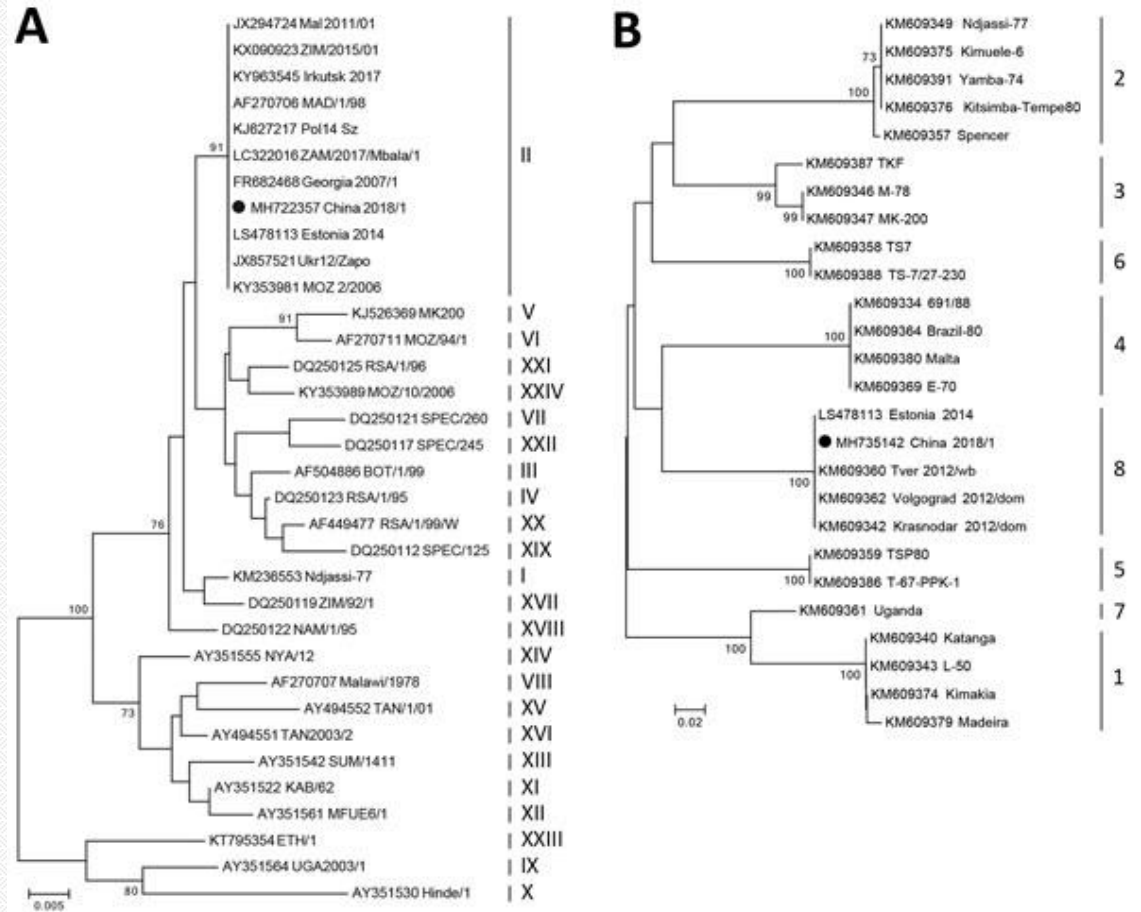 A
JX294724 Mal 2011/01
KX090923 ZIM/2015/01
KY963545 Irkutsk 2017
AF270706 MAD/1/98
KJ627217 Pol14 Sz
91
LC322016 ZAM/2017/Mbala/1
II
FR682468 Georgia 2007/1
MH722357 China 2018/1
LS478113 Estonia 2014
JX857521 Ukr12/Zapo
KY353981 MOZ 2/2006
91
KJ526369 MK200
V
AF270711 MOZ/94/1
VI
DQ250125 RSA/1/96
XXI
KY353989 MOZ/10/2006
XXIV
DQ250121 SPEC/260
VII
DQ250117 SPEC/245
XXII
AF504886 BOT/1/99
III
DQ250123 RSA/1/95
IV
AF449477 RSA/1/99/W
XX
76
DQ250112 SPEC/125
XIX
KM236553 Ndjassi-77
I
DQ250119 ZIM/92/1
XVII
100
DQ250122 NAM/1/95
XVIII
AY351555 NYA/12
XIV
AF270707 Malawi/1978
VIII
73
AY494552 TAN/1/01
XV
AY494551 TAN2003/2
XVI
AY351542 SUM/1411
XIII
AY351522 KAB/62
XI
AY351561 MFUE6/1
XII
KT795354 ETH/1
XXIII
AY351564 UGA2003/1
IX
80
AY351530 Hinde/1
X
0.005
B
KM609349 Ndjassi-77
73
KM609375 Kimuele-6
2
KM609391 Yamba-74
100
KM609376 Kitsimba-Tempe80
KM609357 Spencer
KM609387 TKF
99
KM609346 M-78
3
99
KM609347 MK-200
KM609358 TS7
6
100
KM609388 TS-7/27-230
KM609334 691/88
100
KM609364 Brazil-80
4
KM609380 Malta
KM609369 E-70
LS478113 Estonia 2014
MH735142 China 2018/1
100
KM609360 Tver 2012/wb
8
KM609362 Volgograd 2012/dom
KM609342 Krasnodar 2012/dom
KM609359 TSP80
5
100
KM609386 T-67-PPK-1
KM609361 Uganda
7
100
KM609340 Katanga
100
KM609343 L-50
1
KM609374 Kimakia
KM609379 Madeira
0.02